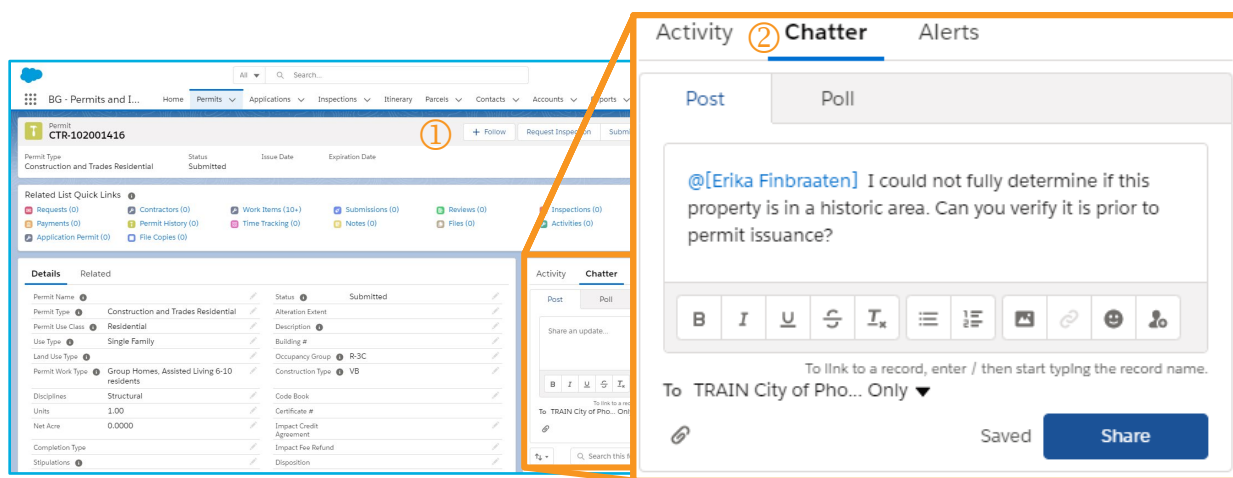 All
Search...
BG - Permits and I...
Home
Permits
Applications
Inspections
Itinerary
Parcels
Contacts
Accounts
Permit
CTR-102001416
①
+ Follow
Request Inspection
Permit Type
Status
Issue Date
Expiration Date
Construction and Trades Residential
Submitted
Related List Quick Links
Requests (0)
Contractors (0)
Work Items (10+)
Submissions (0)
Reviews (0)
Inspections (0)
Payments (0)
Permit History (0)
Time Tracking (0)
Notes (0)
Files (0)
Activities (0)
Application Permit (0)
File Copies (0)
Details
Related
Permit Name
Status
Submitted
Permit Type
Construction and Trades Residential
Alteration Extent
Permit Use Class
Residential
Description
Use Type
Single Family
Building #
Land Use Type
Occupancy Group
R-3C
Permit Work Type
Group Homes, Assisted Living 6-10
residents
Construction Type
VB
Disciplines
Structural
Code Book
Units
1.00
Certificate #
Net Acre
0.0000
Impact Credit
Agreement
Completion Type
Impact Fee Refund
Stipulations
Disposition
Activity
Chatter
Post
Poll
Share an update...
B I U S Tx
To TRAIN City of Pho...
Search this
Activity
②
Chatter
Alerts
Post
Poll
@[Erika Finbraaten] I could not fully determine if this
property is in a historic area. Can you verify it is prior to
permit issuance?
B I U S Tx
To link to a record, enter / then start typing the record name.
To TRAIN City of Pho... Only
Saved
Share